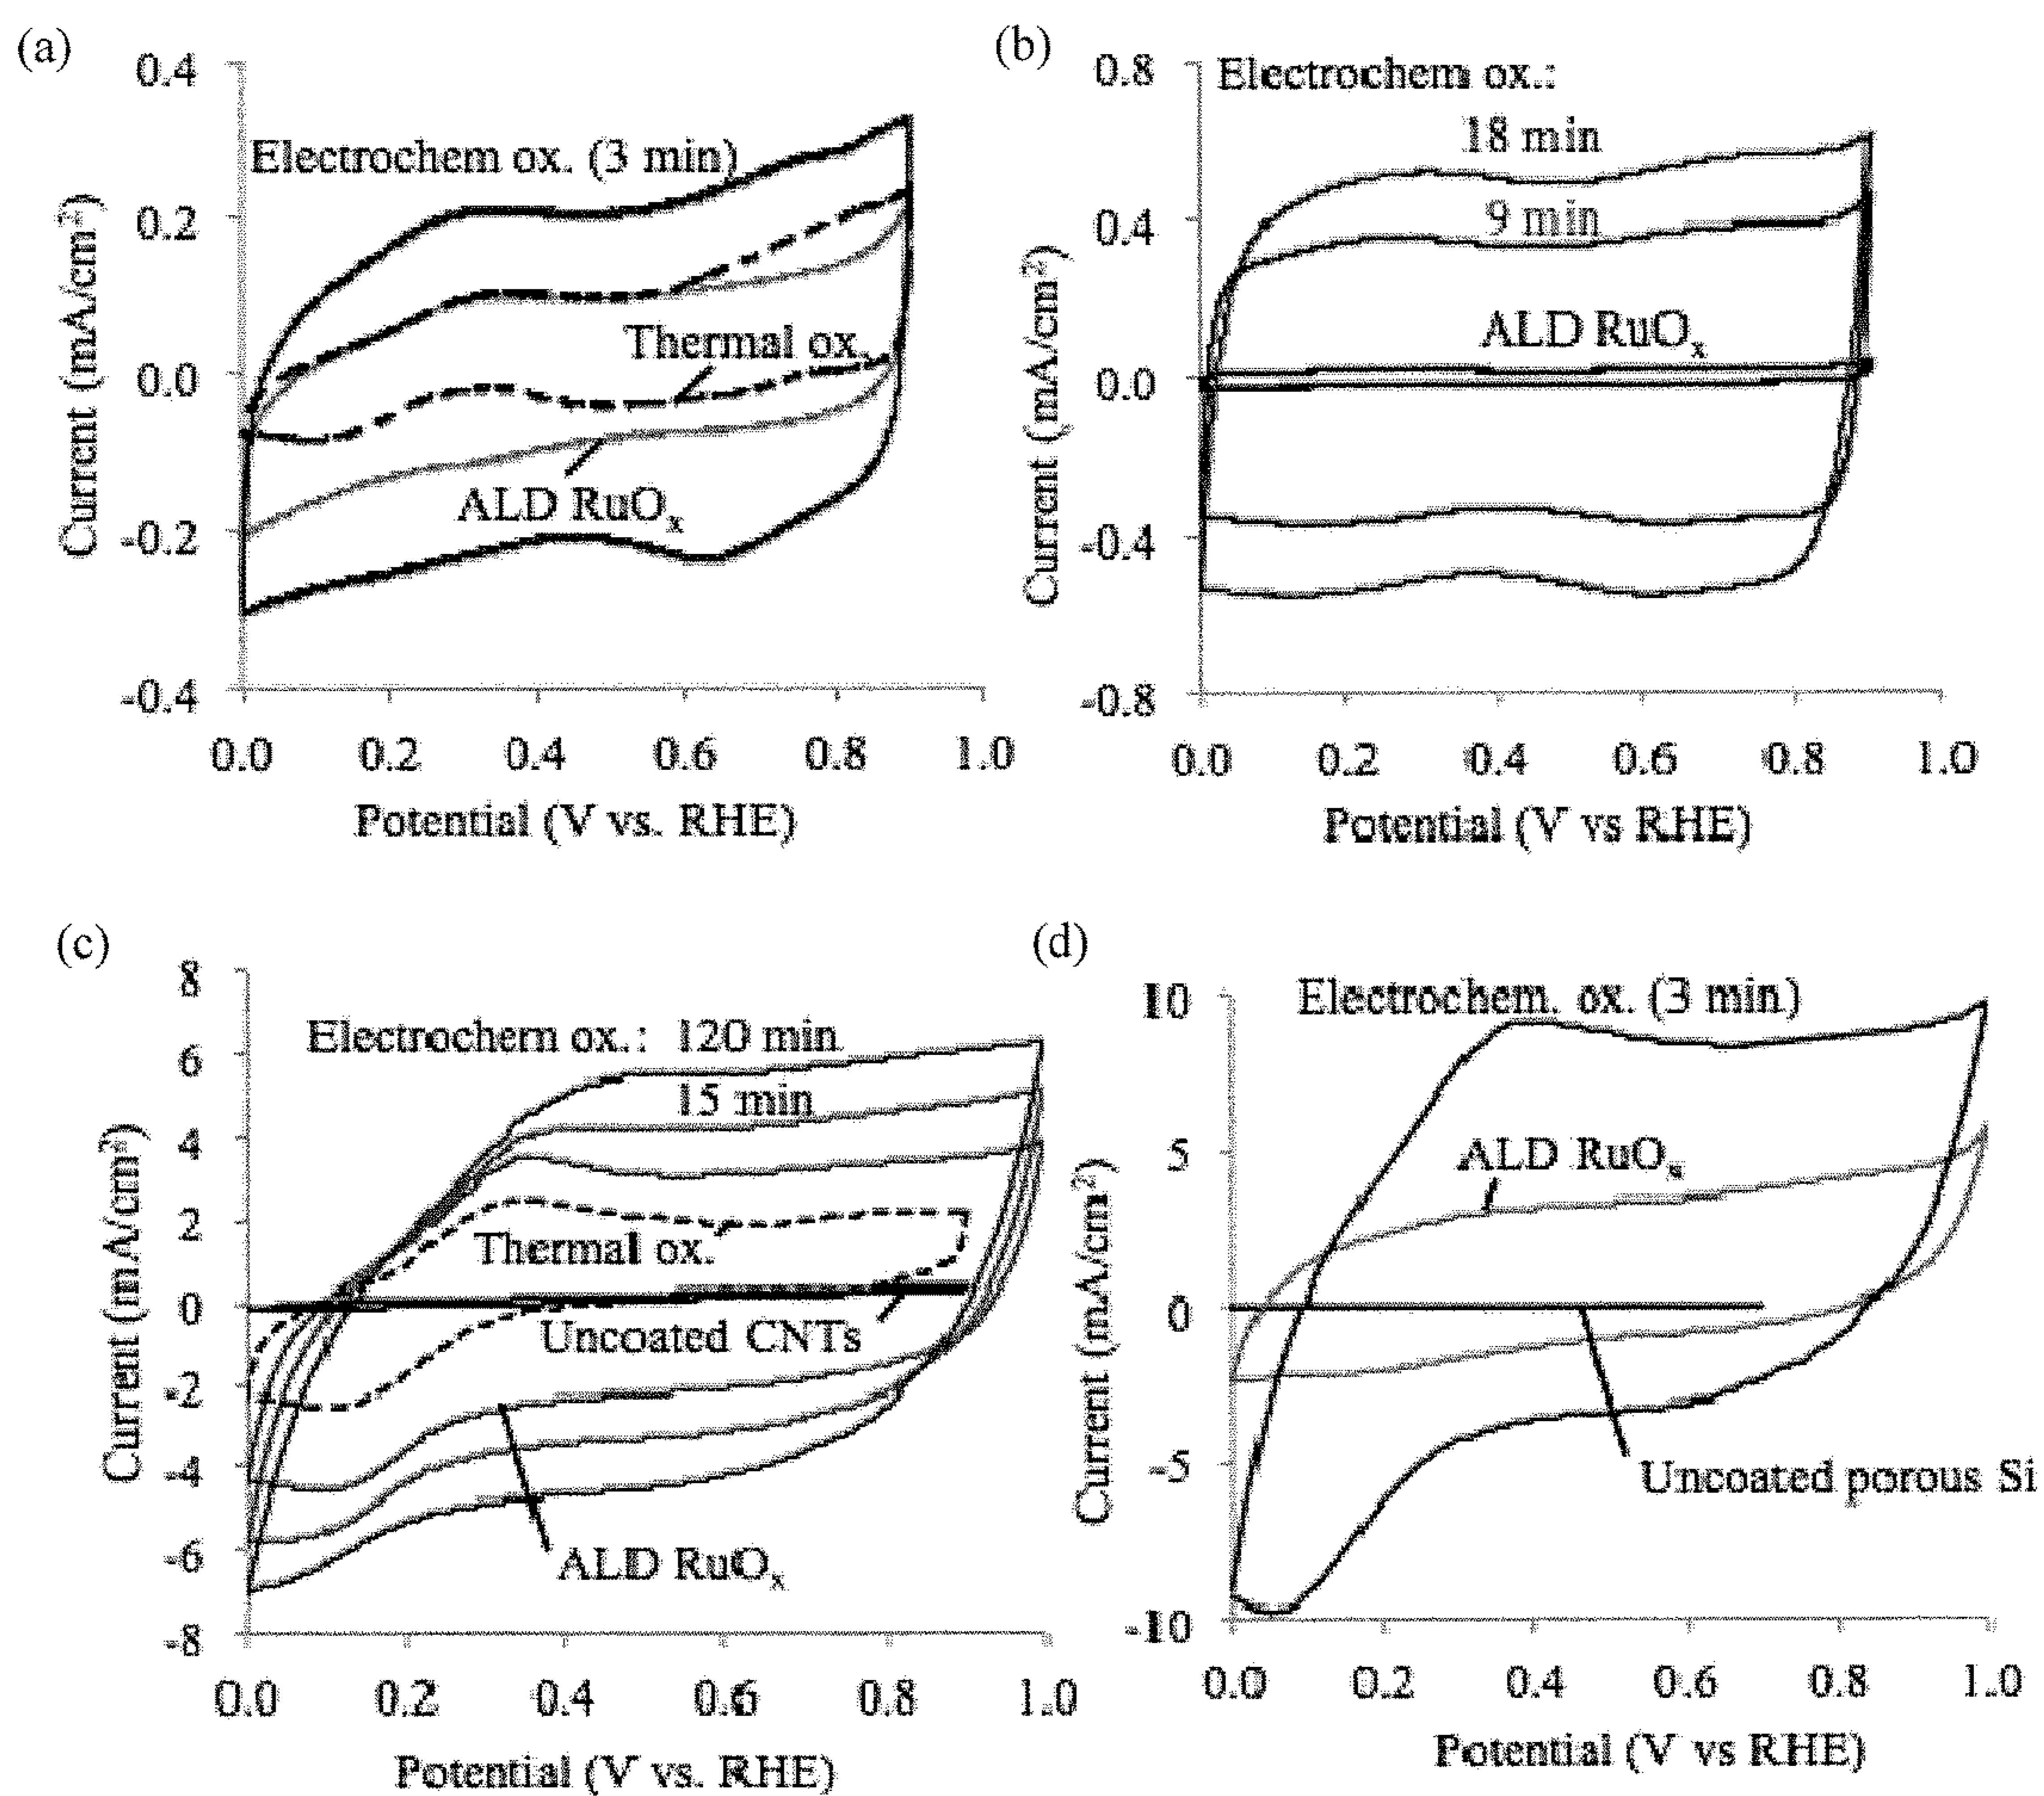 (a)
0.4
0.2
0.0
-0.2
-0.4
Current (mA/cm²)
Electrochem ox. (3 min)
Thermal ox.
ALD RuOₓ
0.0 0.2 0.4 0.6 0.8 1.0
Potential (V vs. RHE)
(b)
0.8
0.4
0.0
-0.4
-0.8
Current (mA/cm²)
Electrochem ox.:
18 min
9 min
ALD RuOₓ
0.0 0.2 0.4 0.6 0.8 1.0
Potential (V vs RHE)
(c)
8
6
4
2
0
-2
-4
-6
-8
Current (mA/cm²)
Electrochem ox.: 120 min
15 min
Thermal ox.
Uncoated CNTs
ALD RuOₓ
0.0 0.2 0.4 0.6 0.8 1.0
Potential (V vs. RHE)
(d)
10
5
0
-5
-10
Current (mA/cm²)
Electrochem. ox. (3 min)
ALD RuOₓ
Uncoated porous Si
0.0 0.2 0.4 0.6 0.8 1.0
Potential (V vs RHE)